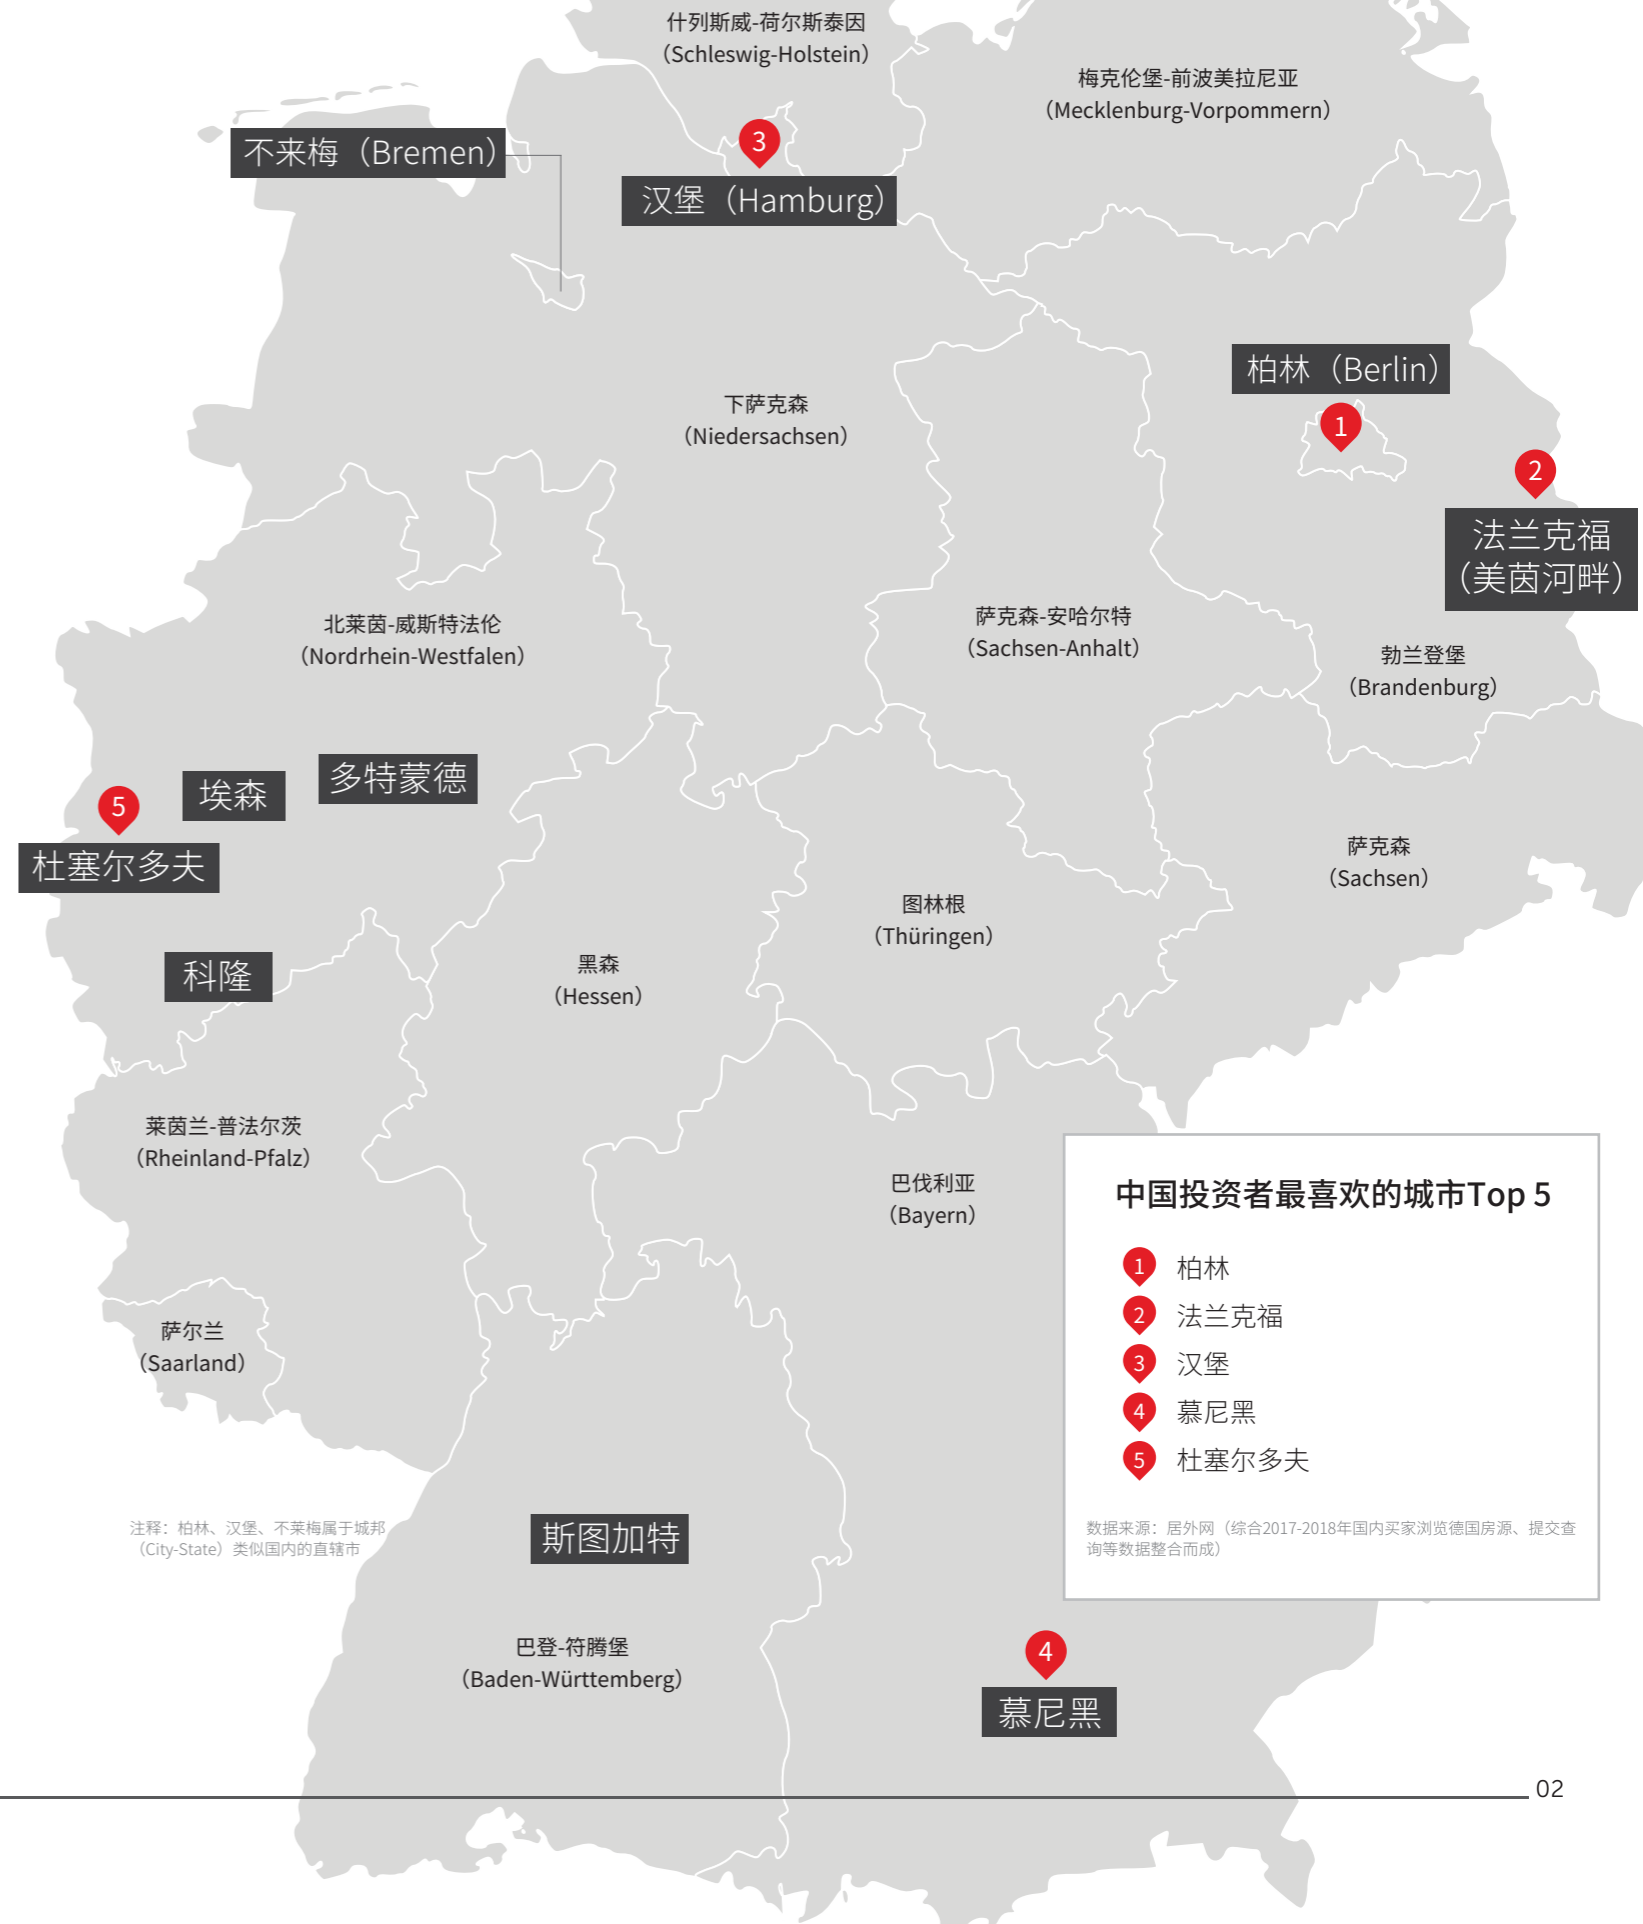 什列斯威-荷尔斯泰因
（Schleswig-Holstein）
梅克伦堡-前波美拉尼亚
（Mecklenburg-Vorpommern）
不来梅（Bremen）
3
汉堡（Hamburg）
柏林（Berlin）
1
下萨克森
（Niedersachsen）
2
法兰克福
（美茵河畔）
北莱茵-威斯特法伦
（Nordrhein-Westfalen）
萨克森-安哈尔特
（Sachsen-Anhalt）
勃兰登堡
（Brandenburg）
多特蒙德
埃森
5
杜塞尔多夫
萨克森
（Sachsen）
图林根
（Thüringen）
科隆
黑森
（Hessen）
莱茵兰-普法尔茨
（Rheinland-Pfalz）
巴伐利亚
（Bayern）
萨尔兰
（Saarland）
中国投资者最喜欢的城市Top 5
1 柏林
2 法兰克福
3 汉堡
4 慕尼黑
5 杜塞尔多夫
数据来源：居外网（综合2017-2018年国内买家浏览德国房源、提交查
询等数据整合而成）
注释：柏林、汉堡、不莱梅属于城邦
（City-State）类似国内的直辖市
斯图加特
巴登-符腾堡
（Baden-Württemberg）
4
慕尼黑
02